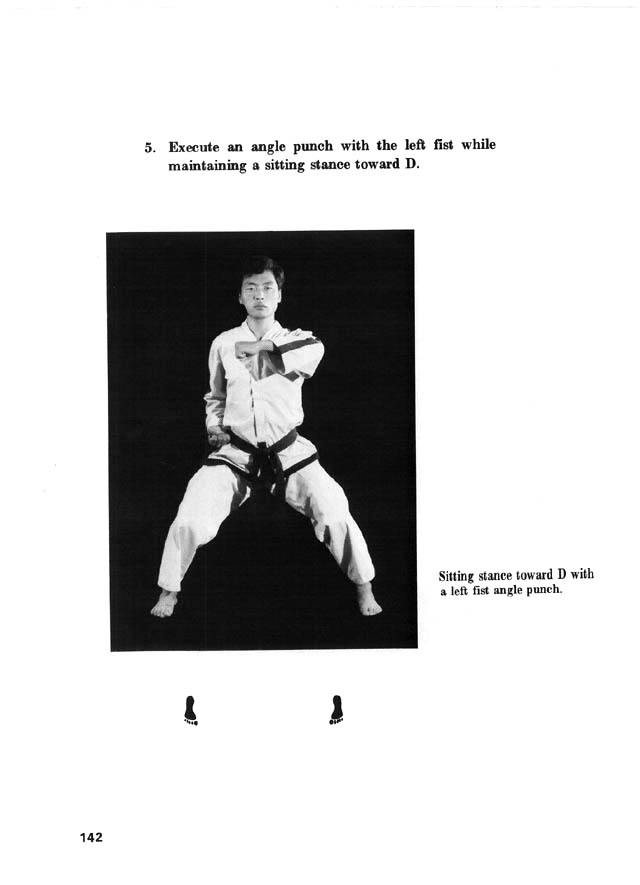 5. Execute an angle punch with the left fist while
maintaining a sitting stance toward D.
Sitting stance toward D with
a left fist angle punch.
142